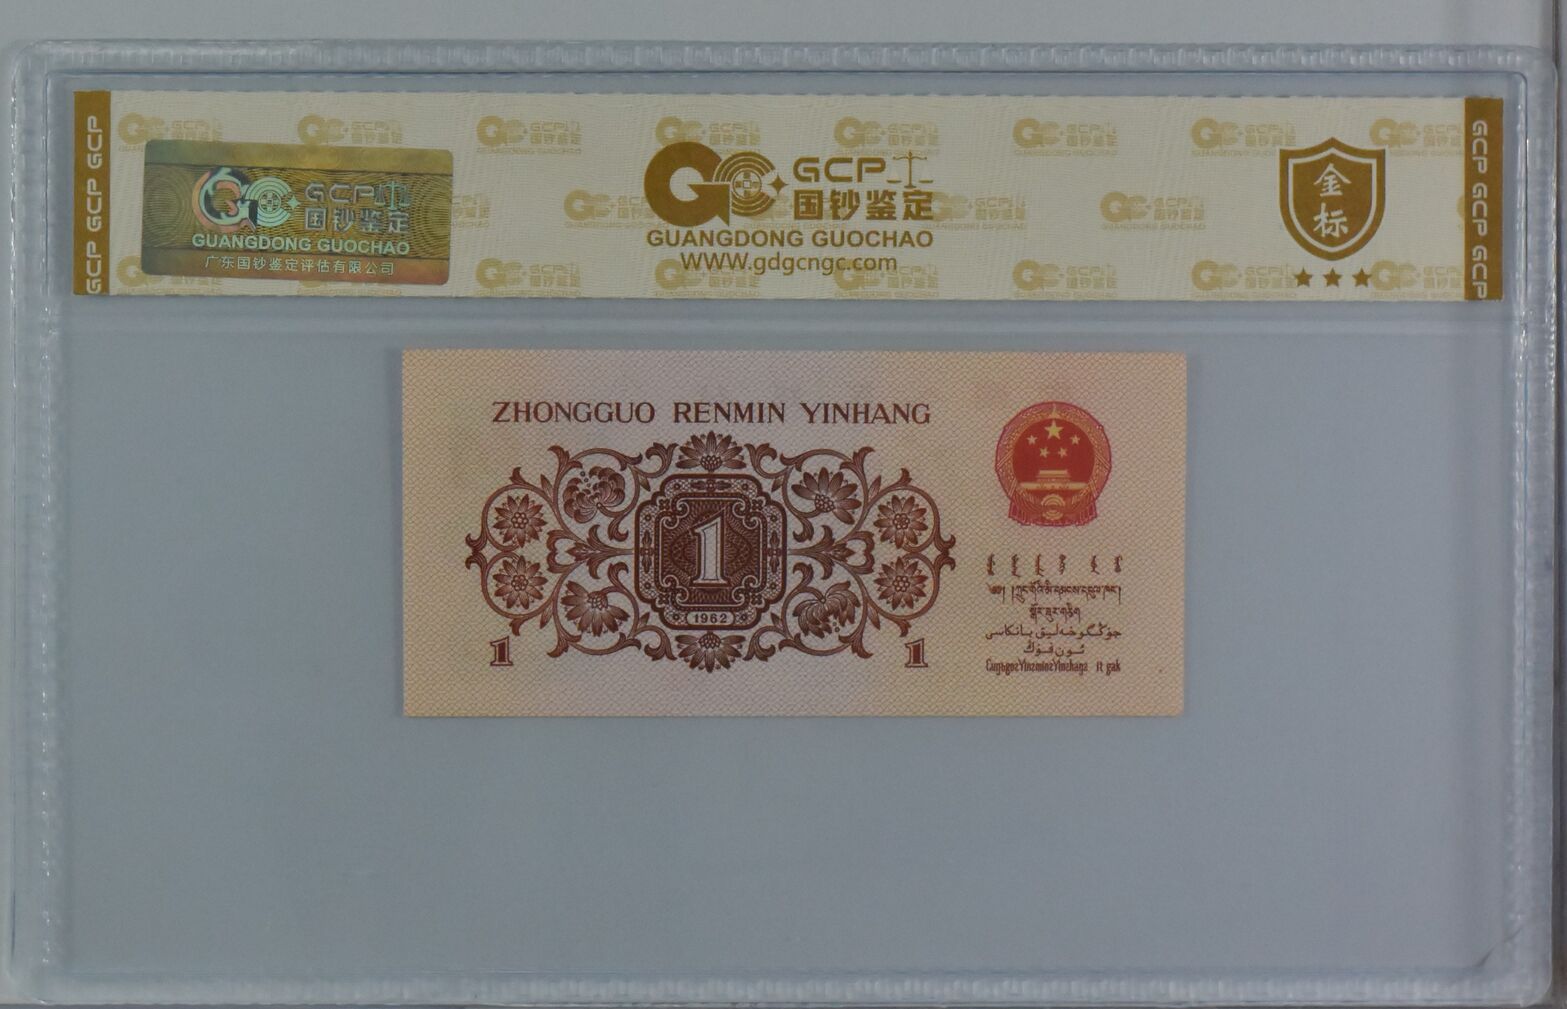 GCP GCP GCP
GCP
国钞鉴定
GUANGDONG GUOCHAO
广东国钞鉴定评估有限公司
GCP
国钞鉴定
GUANGDONG GUOCHAO
WWW.gdgcngc.com
金
标
GCP GCP GCP
ZHONGGUO RENMIN YINHANG
1
1962
1
1
جۇڭگوخەلىق بانكاسى